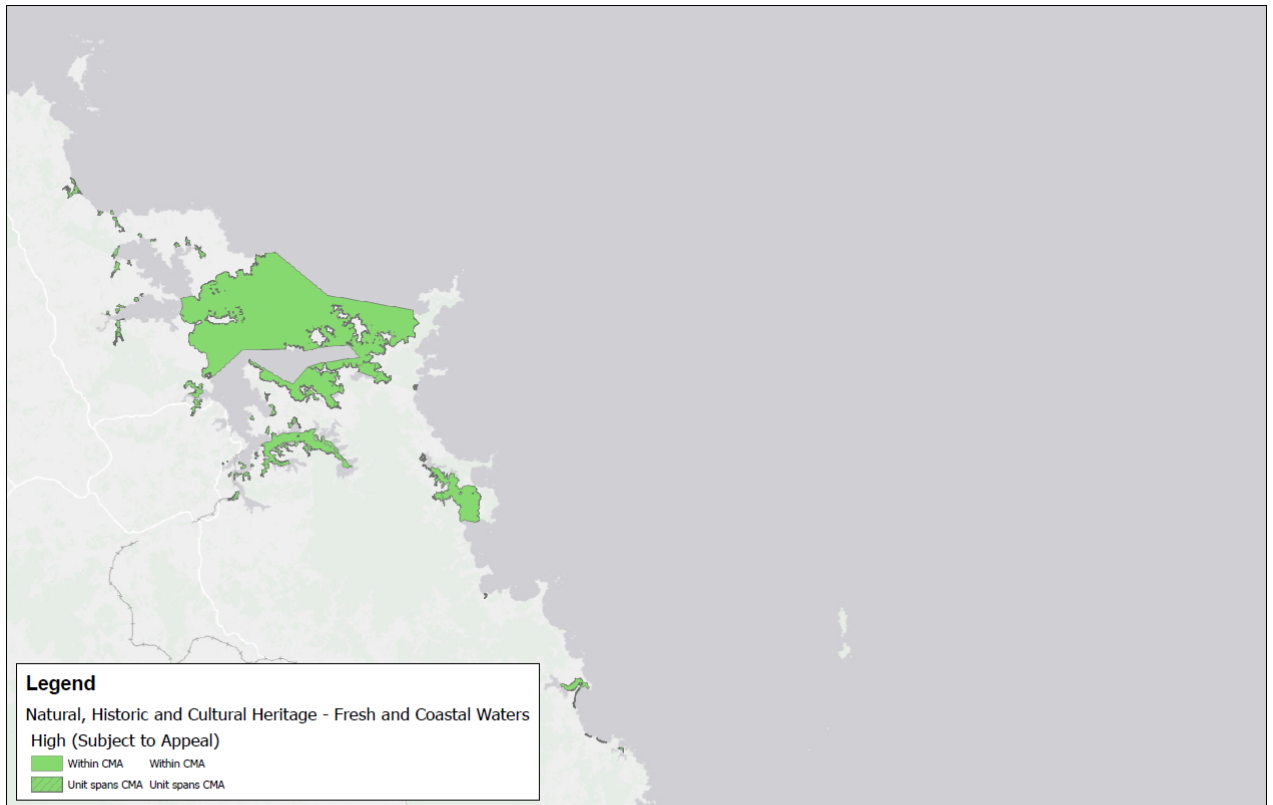 Legend
Natural, Historic and Cultural Heritage - Fresh and Coastal Waters
High (Subject to Appeal)
Within CMA Within CMA
Unit spans CMA Unit spans CMA